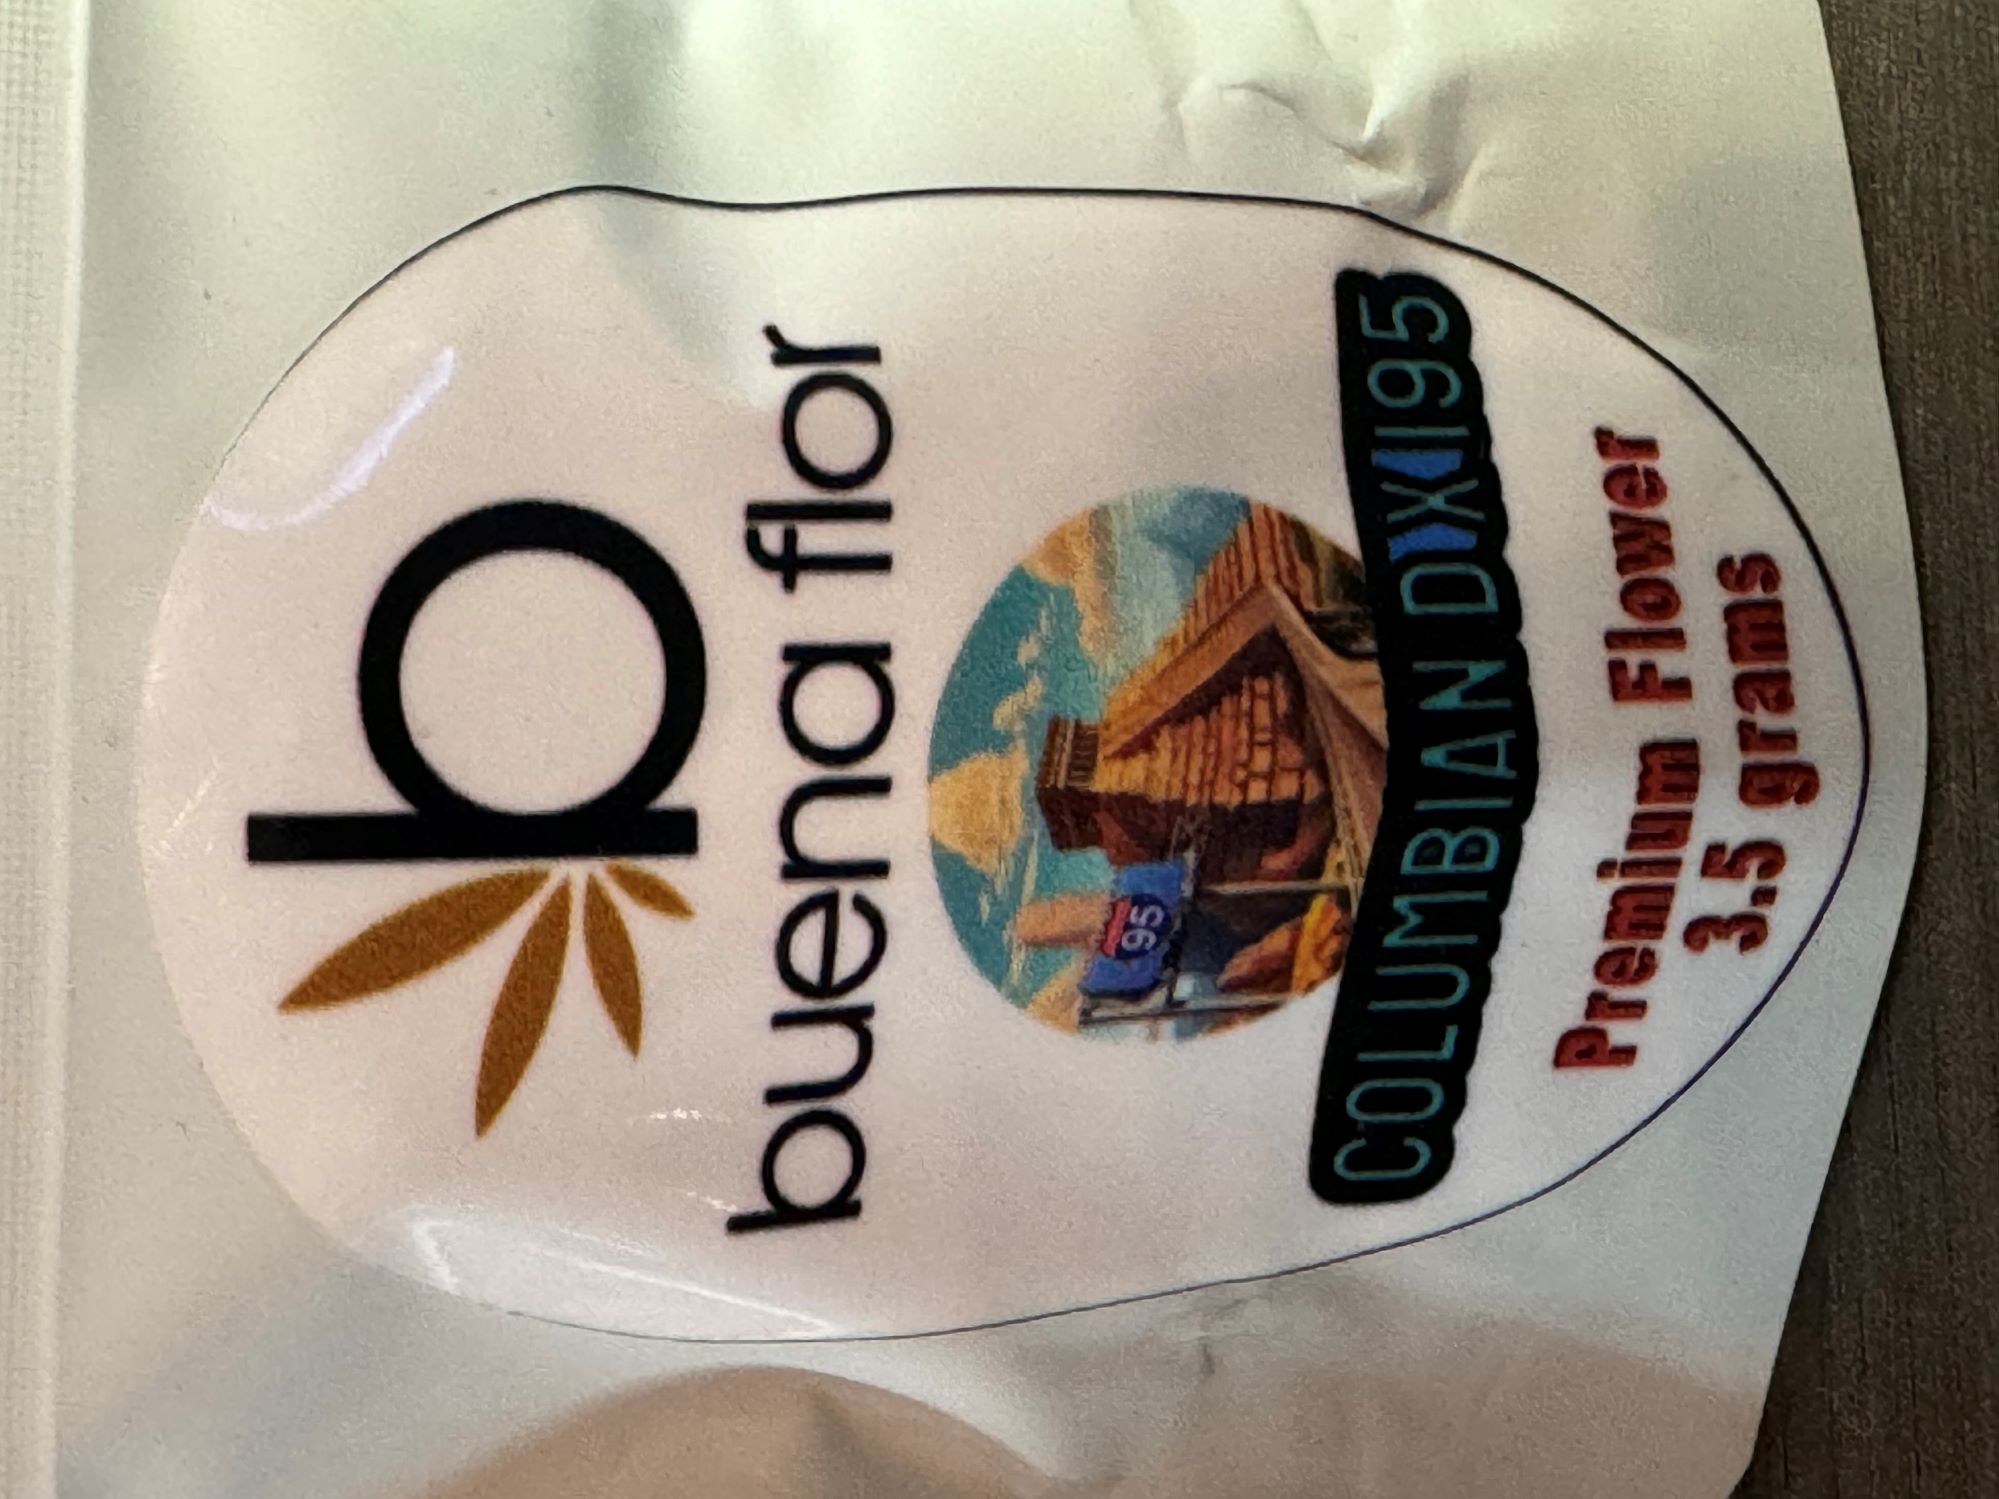 b
buena flor
95
COLUMBIAN DXI95
Premium Flower
3.5 grams